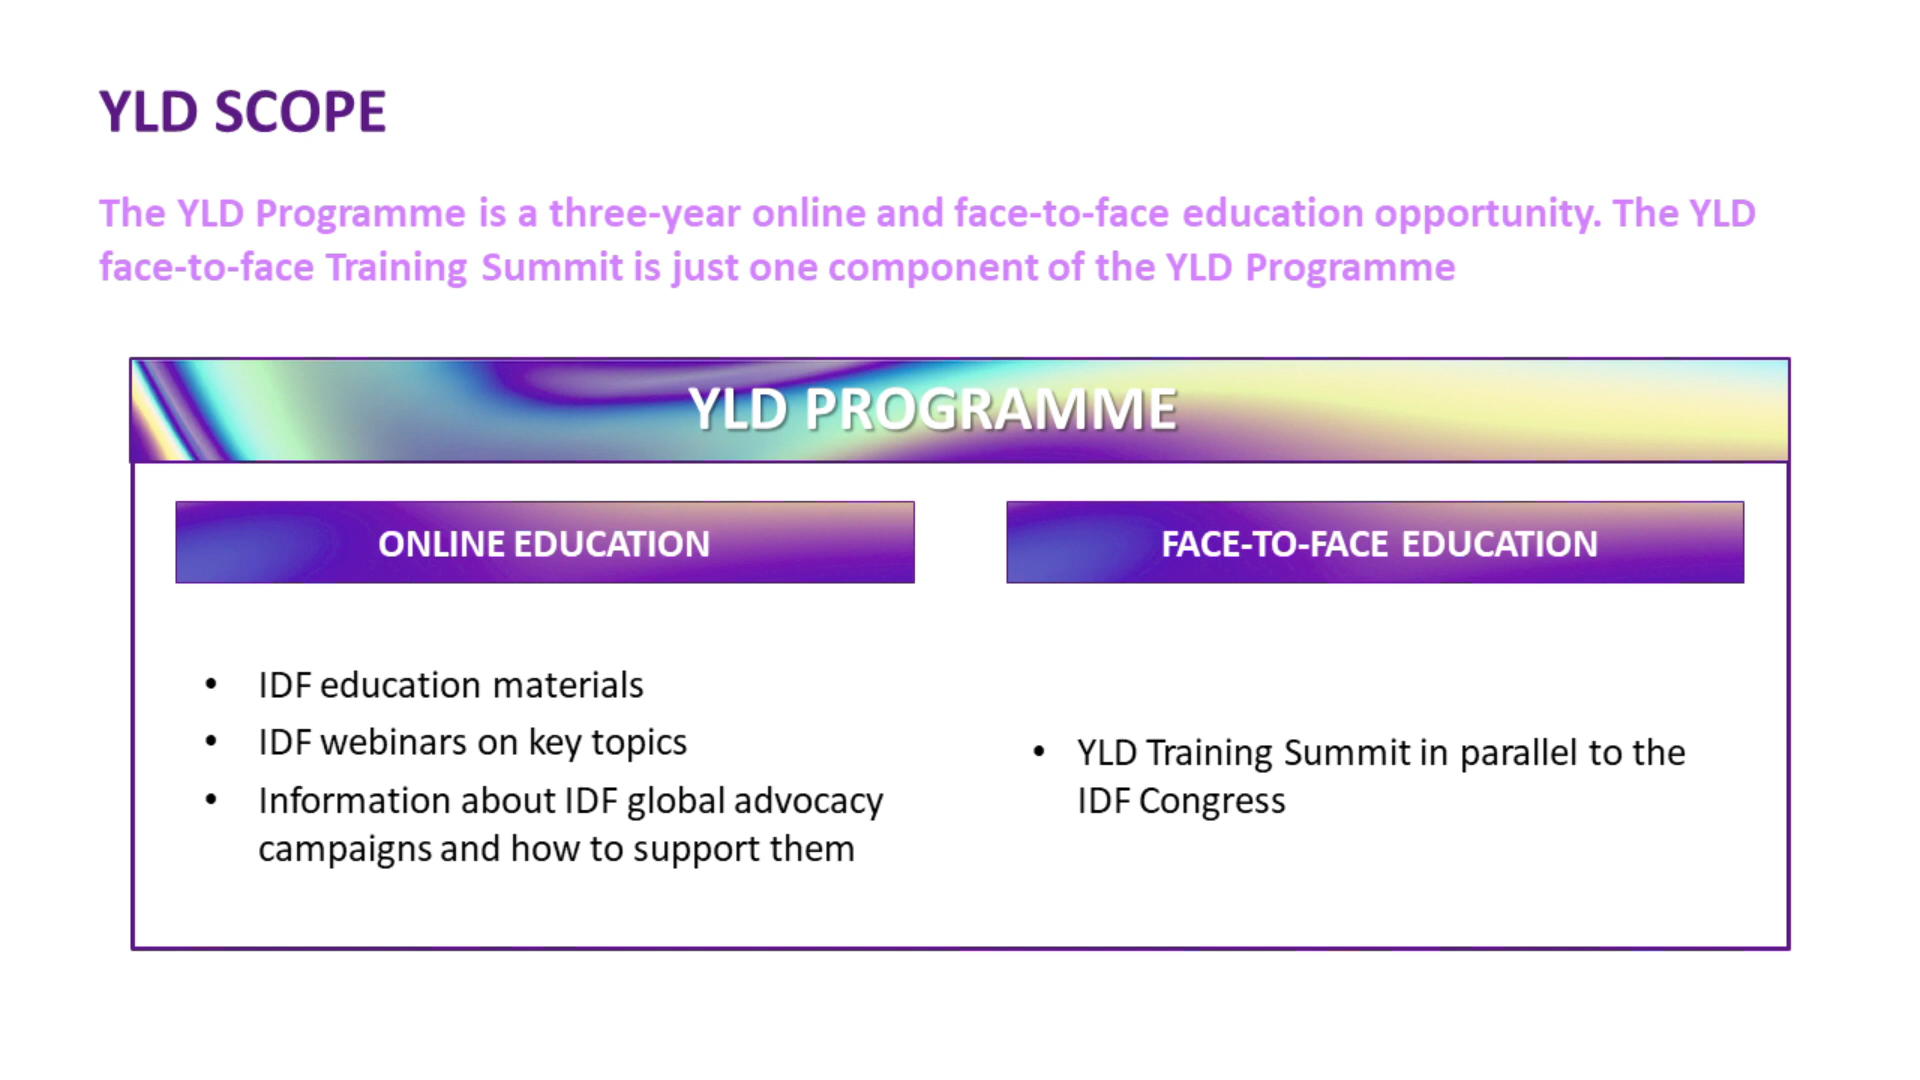 YLD SCOPE
The YLD Programme is a three-year online and face-to-face education opportunity. The YLD
face-to-face Training Summit is just one component of the YLD Programme
YLD PROGRAMME
ONLINE EDUCATION
• IDF education materials
• IDF webinars on key topics
• Information about IDF global advocacy
campaigns and how to support them
FACE-TO-FACE EDUCATION
• YLD Training Summit in parallel to the
IDF Congress